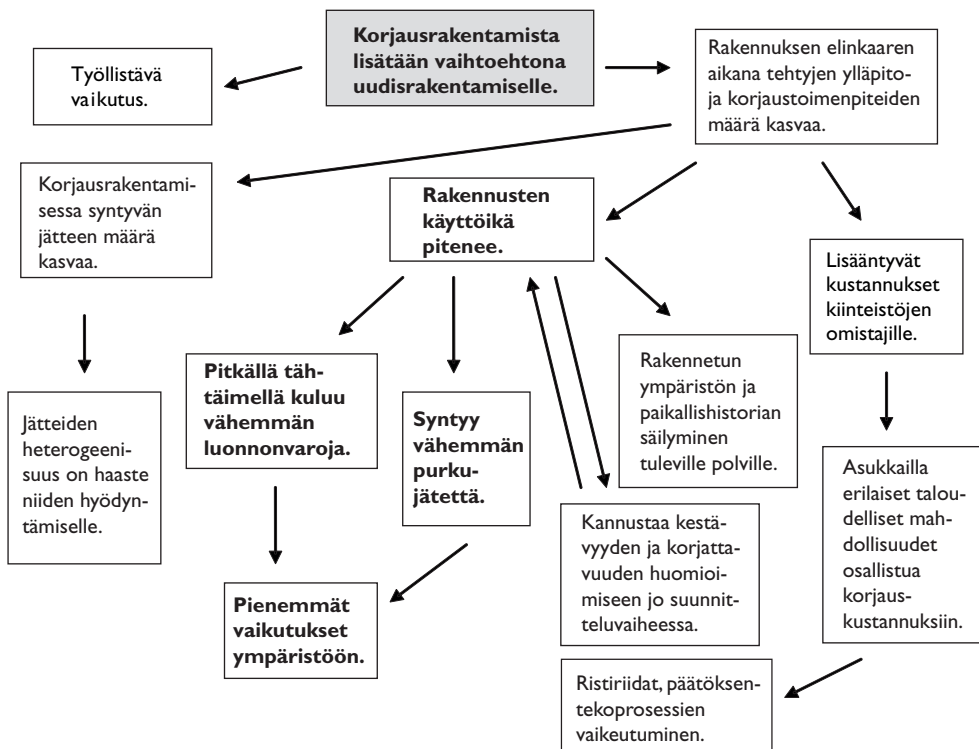 Korjausrakentamista
lisätään vaihtoehtona
uudisrakentamiselle.
Työllistävä
vaikutus.
Rakennuksen elinkaaren
aikana tehtyjen ylläpito-
ja korjaustoimenpiteiden
määrä kasvaa.
Korjausrakentami-
sessa syntyvän
jätteen määrä
kasvaa.
Rakennusten
käyttöikä
pitenee.
Lisääntyvät
kustannukset
kiinteistöjen
omistajille.
Jätteiden
heterogeeni-
suus on haaste
niiden hyödyn-
tämiselle.
Pitkällä täh-
täimellä kuluu
vähemmän
luonnonvaroja.
Syntyy
vähemmän
purku-
jätettä.
Rakennetun
ympäristön ja
paikallishistorian
säilyminen
tuleville polville.
Asukkailla
erilaiset talou-
delliset mah-
dollisuudet
osallistua
korjaus-
kustannuksiin.
Kannustaa kestä-
vyyden ja korjatta-
vuuden huomioi-
miseen jo suunnit-
teluvaiheessa.
Pienemmät
vaikutukset
ympäristöön.
Ristiriidat, päätöksen-
tekoprosessien
vaikeutuminen.